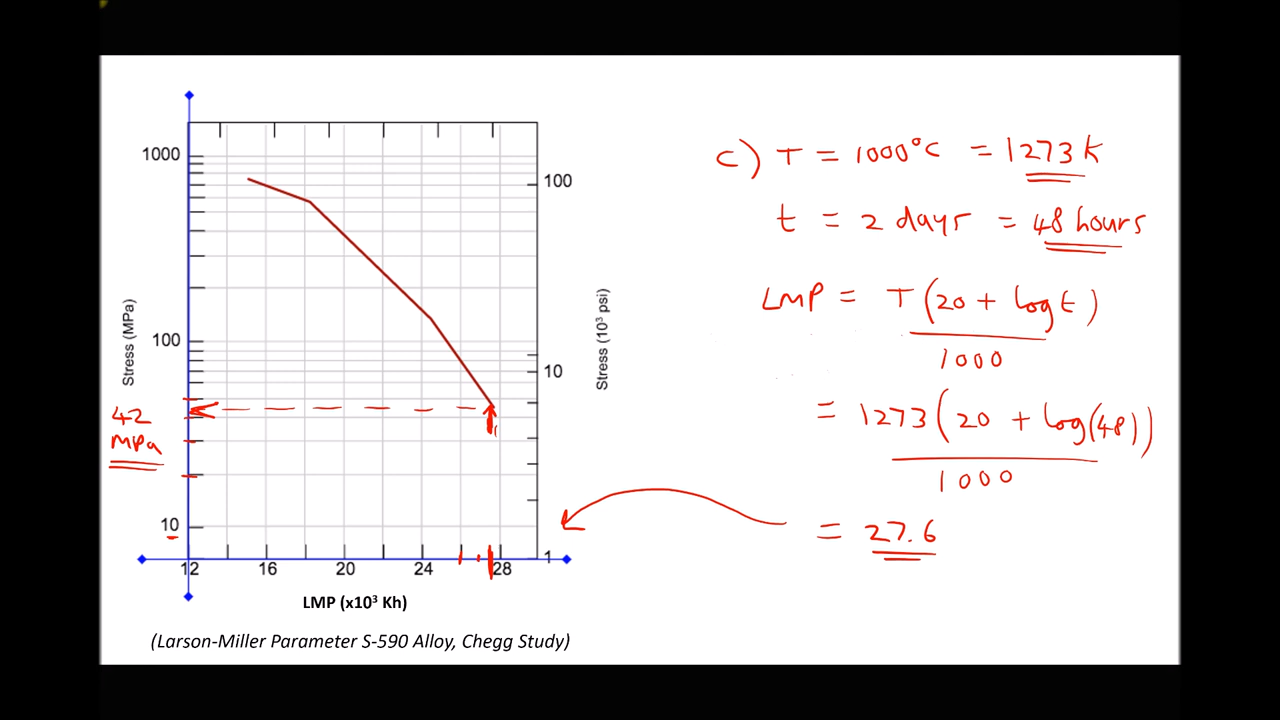 1000
100
10
Stress (MPa)
42
MPa
100
10
1
Stress (10³ psi)
12 16 20 24 28
LMP (x10³ Kh)
(Larson-Miller Parameter S-590 Alloy, Chegg Study)
c) T = 1000°C = 1273K
t = 2 days = 48 hours
LMP = T(20 + log t)
1000
= 1273(20 + log(48))
1000
= 27.6